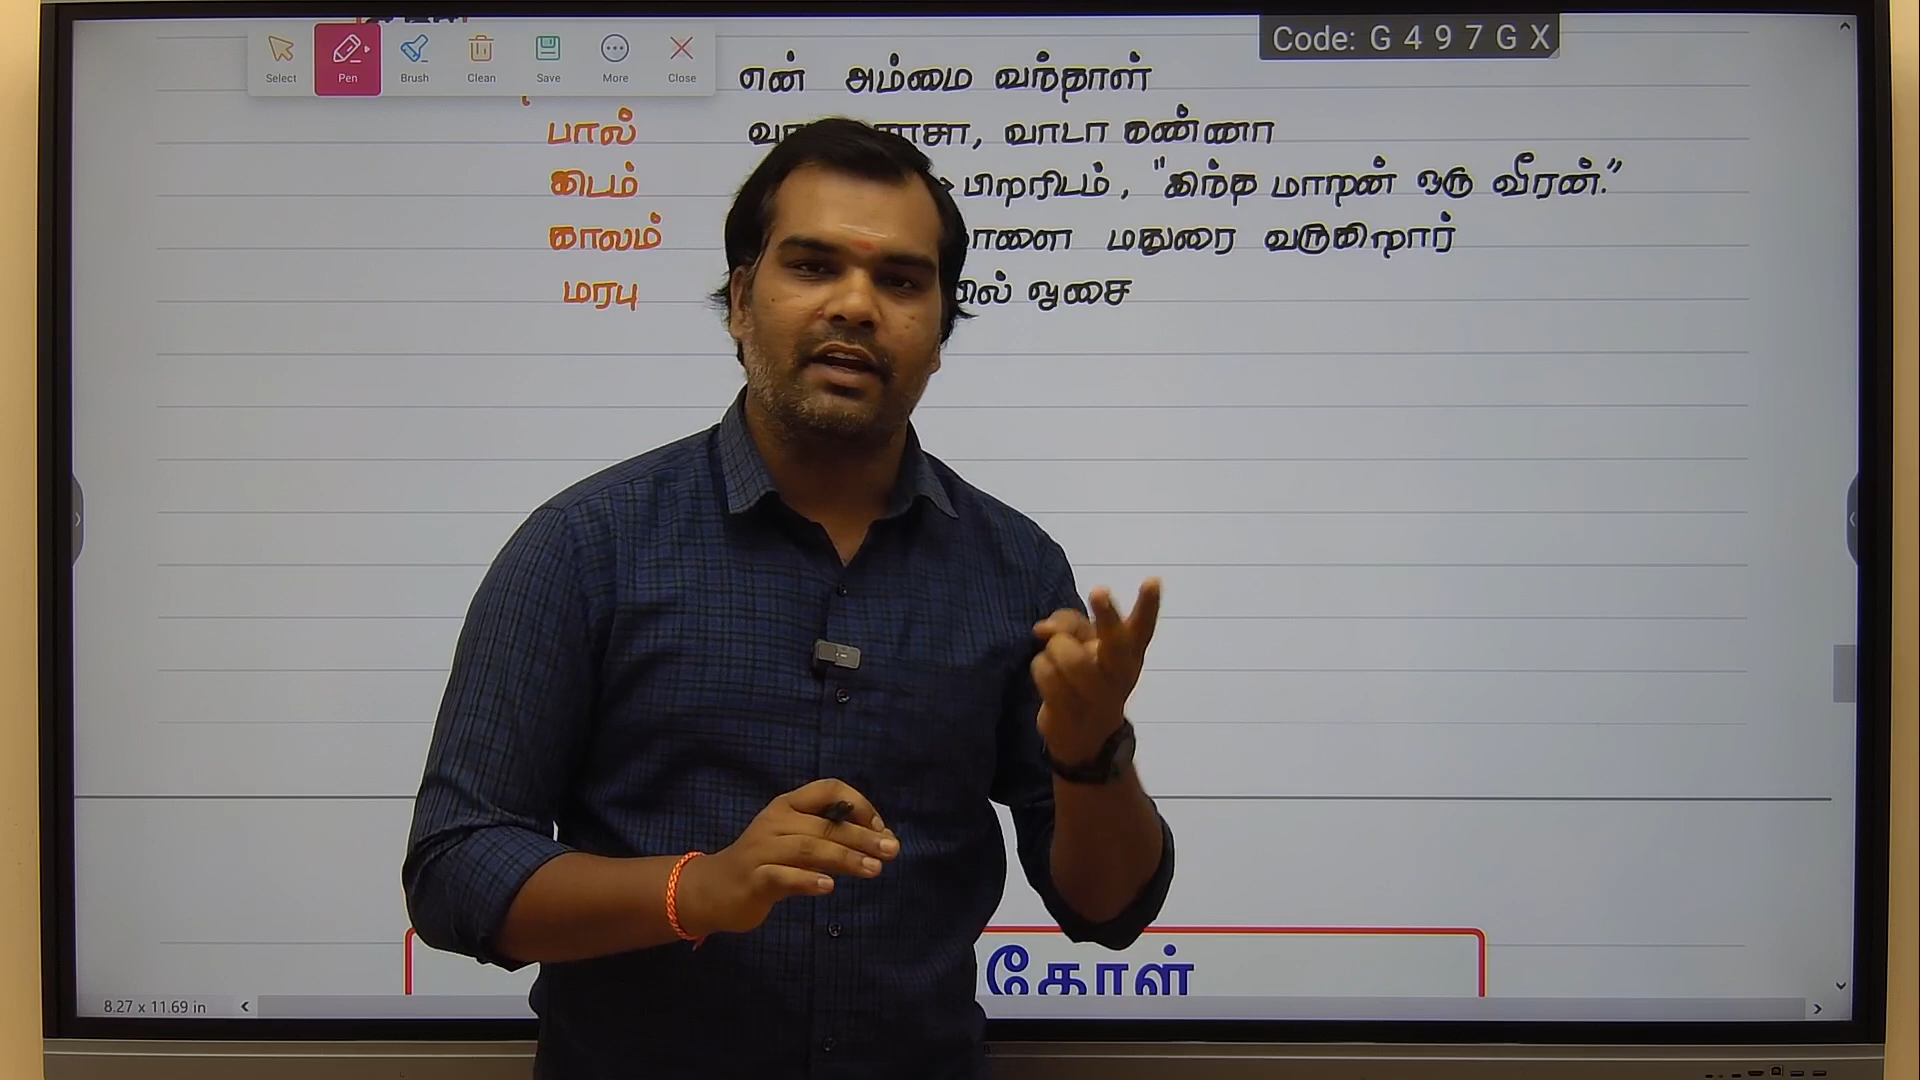 Code: G 4 9 7 G X
Select Pen Brush Clean Save More Close
என் அம்மை வந்தாள்
பால் வாடா கண்ணா
இடம் பிறரிடம், "இந்த மாறன் ஒரு வீரன்."
காலம் மதுரை வருகிறார்
மரபு ஓசை
கோள்
8.27 x 11.69 in